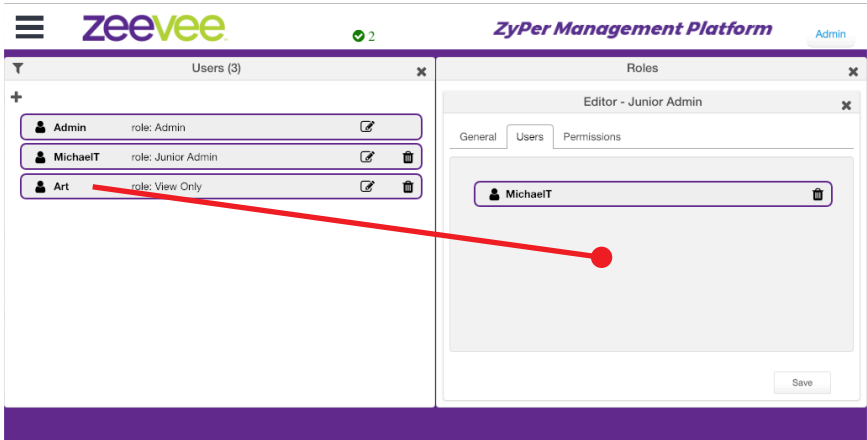 zeevee
2
ZyPer Management Platform
Admin
Users (3)
Admin role: Admin
MichaelT role: Junior Admin
Art role: View Only
Roles
Editor - Junior Admin
General Users Permissions
MichaelT
Save